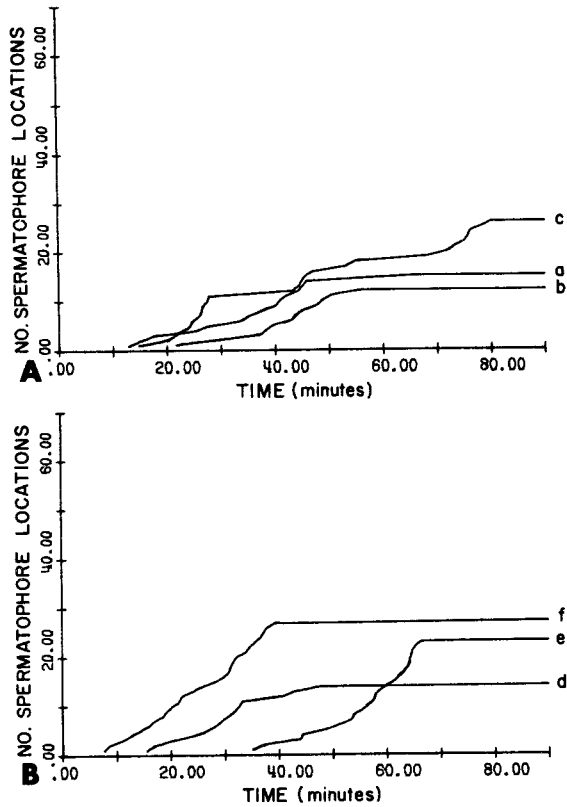 NO. SPERMATOPHORE LOCATIONS
60.00
40.00
20.00
.00
c
a
b
A
.00 20.00 40.00 60.00 80.00
TIME (minutes)
NO. SPERMATOPHORE LOCATIONS
60.00
40.00
20.00
.00
f
e
d
B
.00 20.00 40.00 60.00 80.00
TIME (minutes)